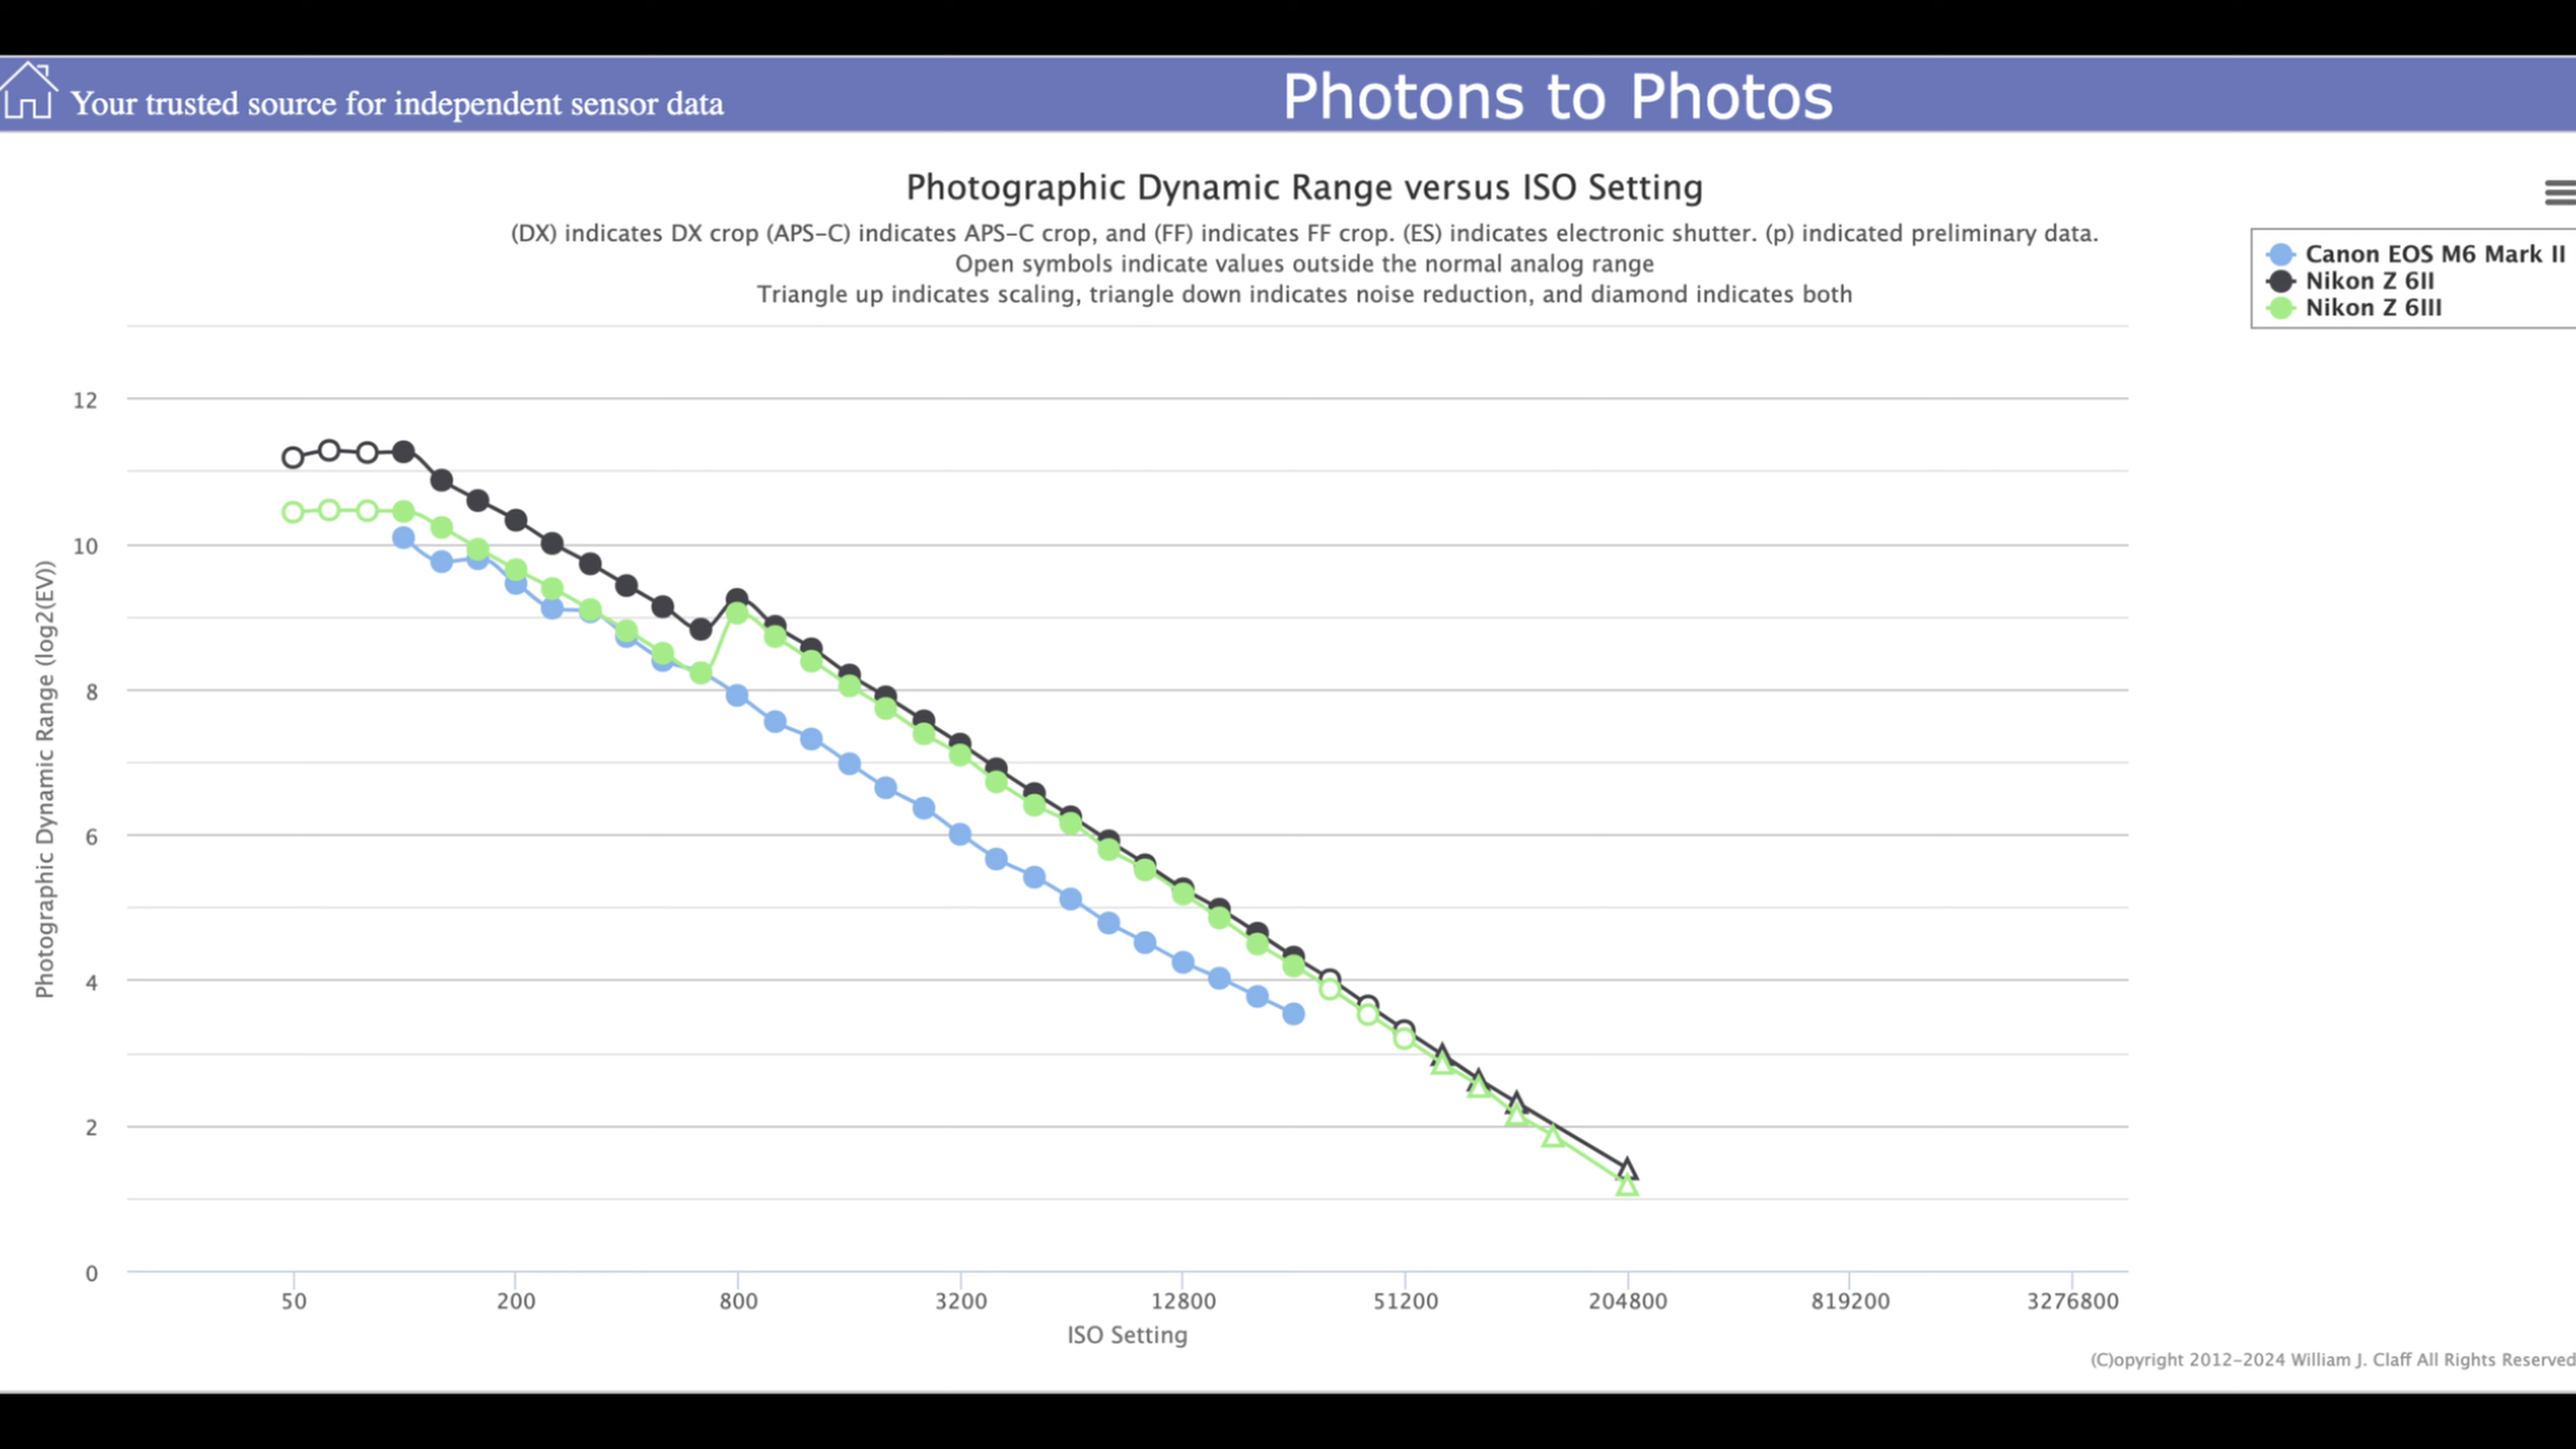 Your trusted source for independent sensor data
Photons to Photos
Photographic Dynamic Range versus ISO Setting
(DX) indicates DX crop (APS-C) indicates APS-C crop, and (FF) indicates FF crop. (ES) indicates electronic shutter. (p) indicated preliminary data.
Open symbols indicate values outside the normal analog range
Triangle up indicates scaling, triangle down indicates noise reduction, and diamond indicates both
Canon EOS M6 Mark II
Nikon Z 6II
Nikon Z 6III
Photographic Dynamic Range (log2(EV))
12
10
8
6
4
2
0
50 200 800 3200 12800 51200 204800 819200 3276800
ISO Setting
(C)opyright 2012-2024 William J. Claff All Rights Reserved